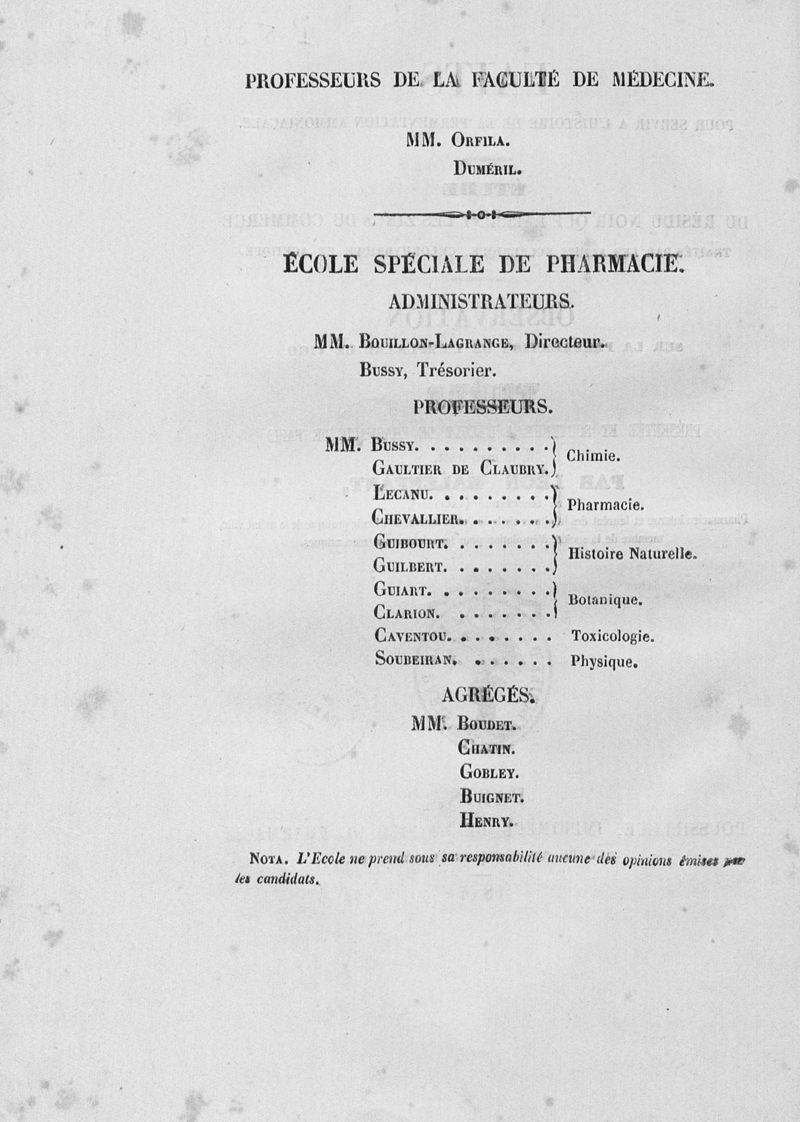 PROFESSEURS DE LA FACULTÉ DE MÉDECINE.
MM. ORFILA.
DUMÉRIL.
ÉCOLE SPÉCIALE DE PHARMACIE.
ADMINISTRATEURS.
MM. BOUILLON-LAGRANGE, Directeur.
BUSSY, Trésorier.
PROFESSEURS.
MM. BUSSY. . . . . . . . . . }
GAULTIER DE CLAUBRY. } Chimie.
LECANU. . . . . . . . . }
CHEVALLIER. . . . . . . } Pharmacie.
GUIBOURT. . . . . . . . }
GUILBERT. . . . . . . . } Histoire Naturelle.
GUIART. . . . . . . . . }
CLARION. . . . . . . . } Botanique.
CAVENTOU. . . . . . . . Toxicologie.
SOUBEIRAN. . . . . . . Physique.
AGRÉGÉS.
MM. BOUDET.
CHATIN.
GOBLEY.
BUIGNET.
HENRY.
NOTA. L'Ecole ne prend sous sa responsabilité aucune des opinions émises par
les candidats.